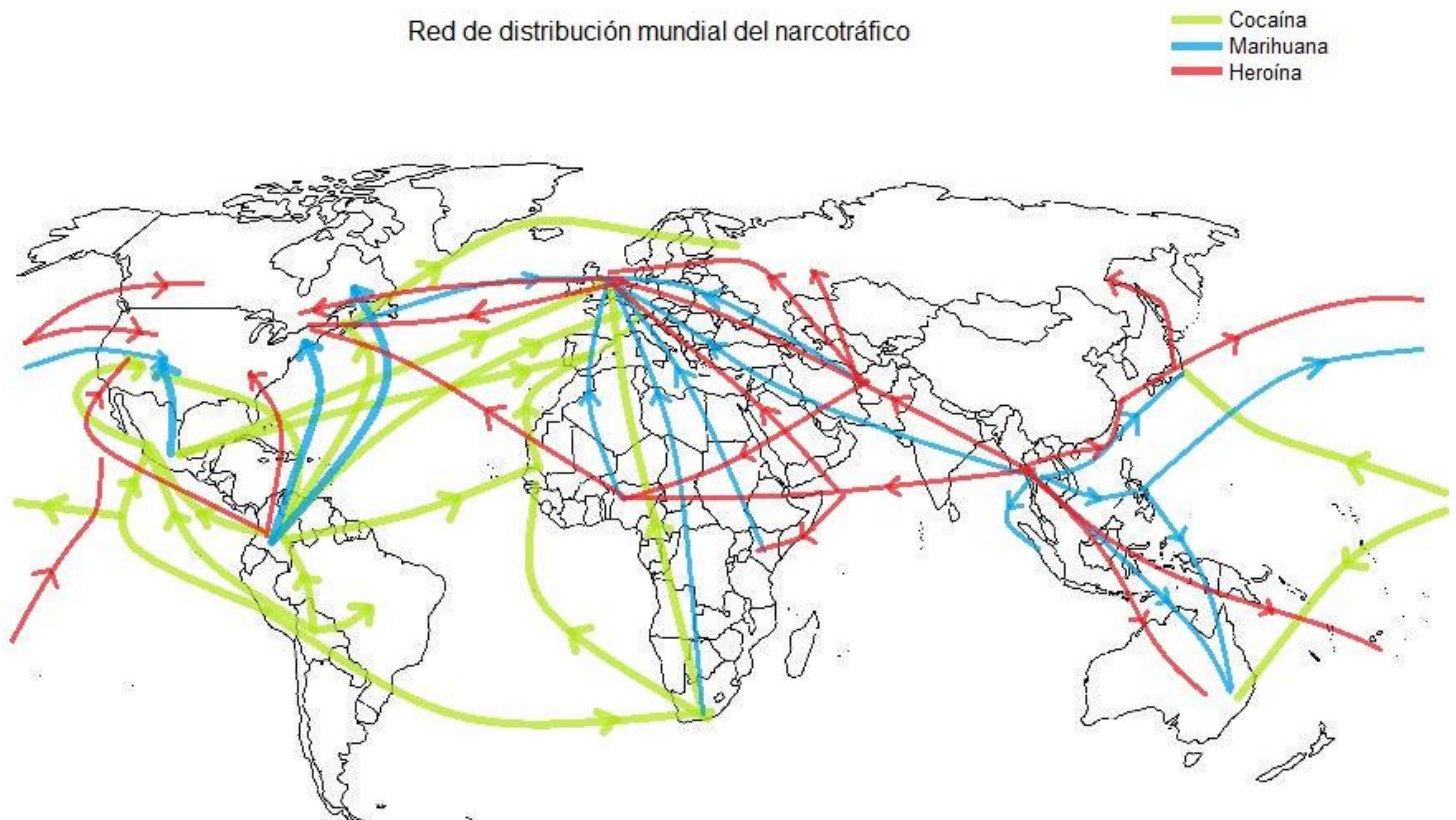 Red de distribución mundial del narcotráfico
Cocaína
Marihuana
Heroína